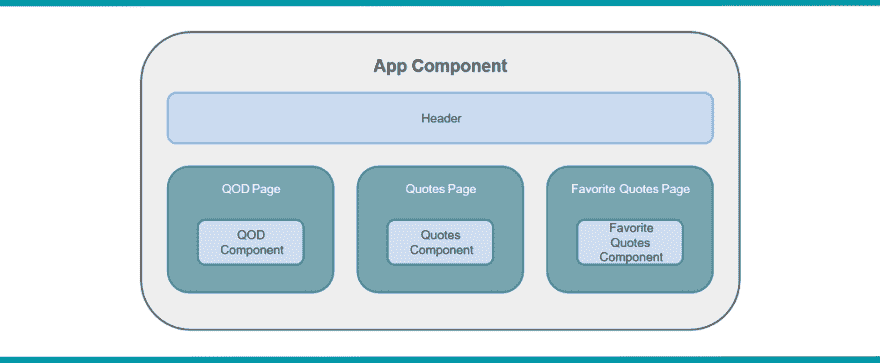 App Component
Header
QOD Page
QOD
Component
Quotes Page
Quotes
Component
Favorite Quotes Page
Favorite
Quotes
Component